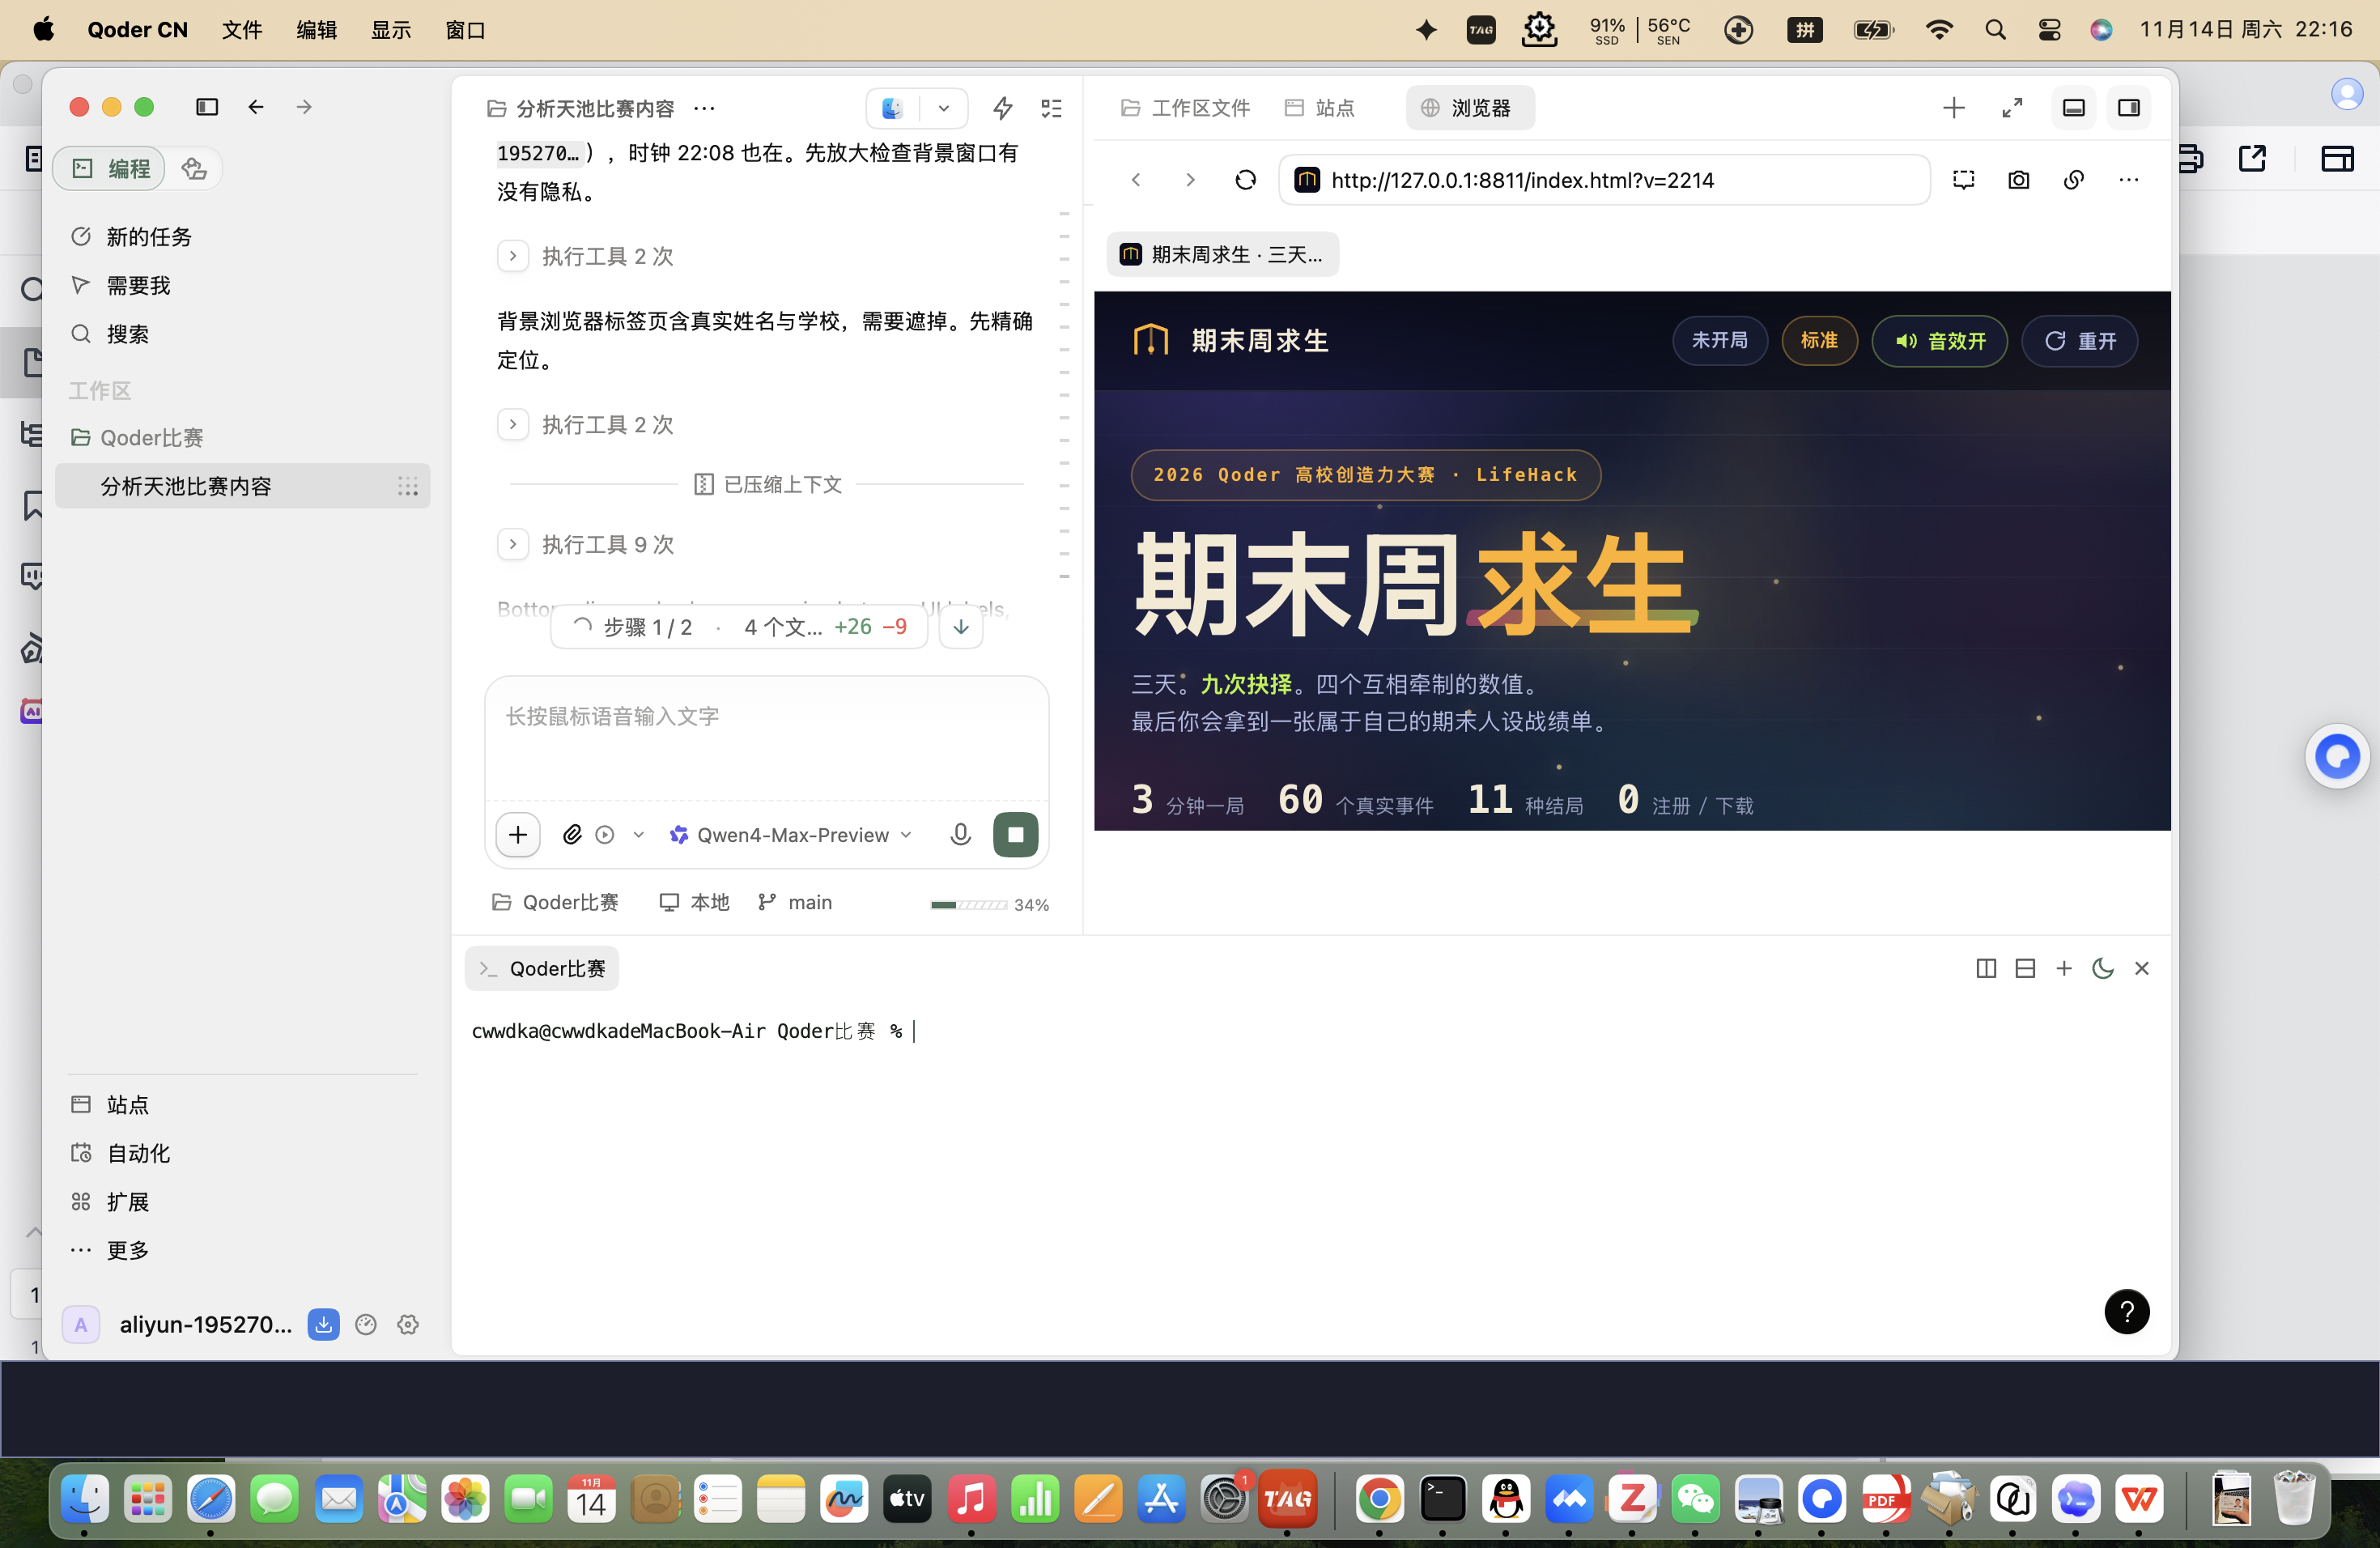 Qoder CN 文件 编辑 显示 窗口
TAG
91% SSD
56°C SEN
拼
11月14日 周六 22:16
编程
新的任务
需要我
搜索
工作区
Qoder比赛
分析天池比赛内容
站点
自动化
扩展
更多
A aliyun-195270...
分析天池比赛内容 ...
195270…），时钟 22:08 也在。先放大检查背景窗口有
没有隐私。
执行工具 2 次
背景浏览器标签页含真实姓名与学校，需要遮掉。先精确
定位。
执行工具 2 次
已压缩上下文
执行工具 9 次
步骤 1 / 2 · 4 个文... +26 −9
长按鼠标语音输入文字
Qwen4-Max-Preview
Qoder比赛 本地 main 34%
工作区文件 站点 浏览器
http://127.0.0.1:8811/index.html?v=2214
期末周求生 · 三天...
期末周求生
未开局 标准 音效开 重开
2026 Qoder 高校创造力大赛 · LifeHack
期末周求生
三天。九次抉择。四个互相牵制的数值。
最后你会拿到一张属于自己的期末人设战绩单。
3 分钟一局 60 个真实事件 11 种结局 0 注册 / 下载
Qoder比赛
cwwdka@cwwdkadeMacBook-Air Qoder比赛 %
?
AI
1
1
11月
14
tv
1
TAG
Z
PDF